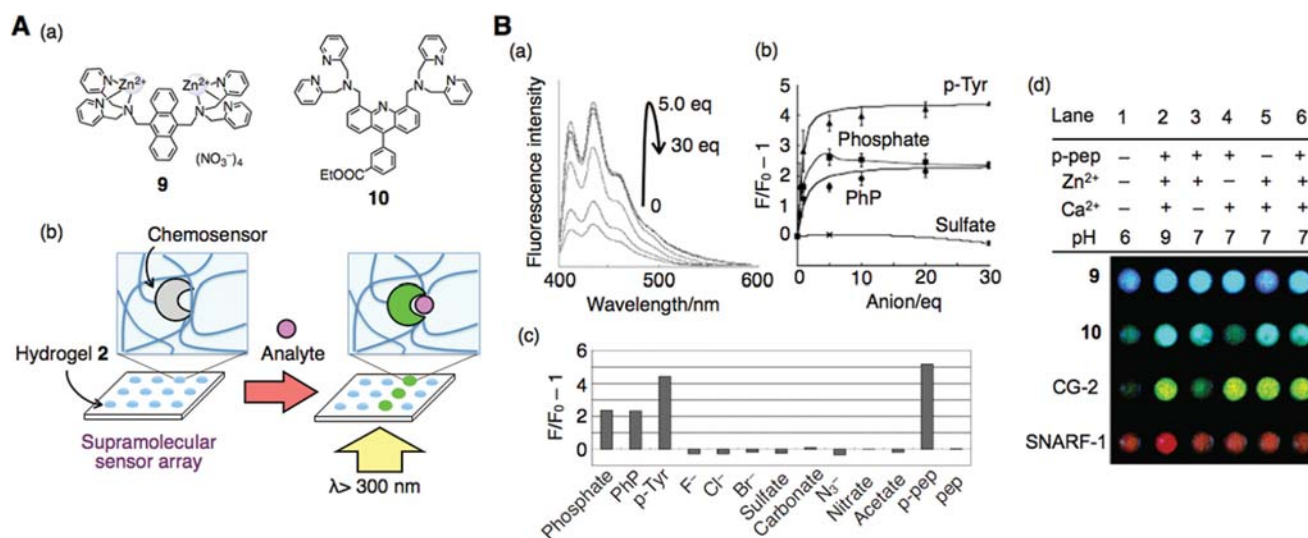 A
(a)
Zn2+
Zn2+
(NO3−)4
9
10
EtOOC
(b)
Chemosensor
Hydrogel 2
Analyte
Supramolecular
sensor array
λ> 300 nm
B
(a)
Fluorescence intensity
5.0 eq
30 eq
0
400 500 600
Wavelength/nm
(b)
p-Tyr
Phosphate
PhP
Sulfate
F/F0 − 1
5
4
3
2
1
0
0 10 20 30
Anion/eq
(c)
F/F0 − 1
6
4
2
0
Phosphate
PhP
p-Tyr
F−
Cl−
Br−
Sulfate
Carbonate
N3−
Nitrate
Acetate
p-pep
pep
(d)
Lane 1 2 3 4 5 6
p-pep − + + + − +
Zn2+ − + + − + +
Ca2+ − + − + + +
pH 6 9 7 7 7 7
9
10
CG-2
SNARF-1